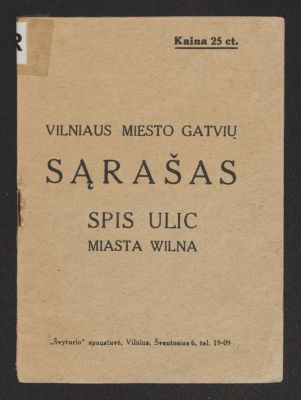 R
Kaina 25 ct.
VILNIAUS MIESTO GATVIŲ
SĄRAŠAS
SPIS ULIC
MIASTA WILNA
„Švyturio" spaustuvė, Vilnius, Šventosios 6, tel. 19-09